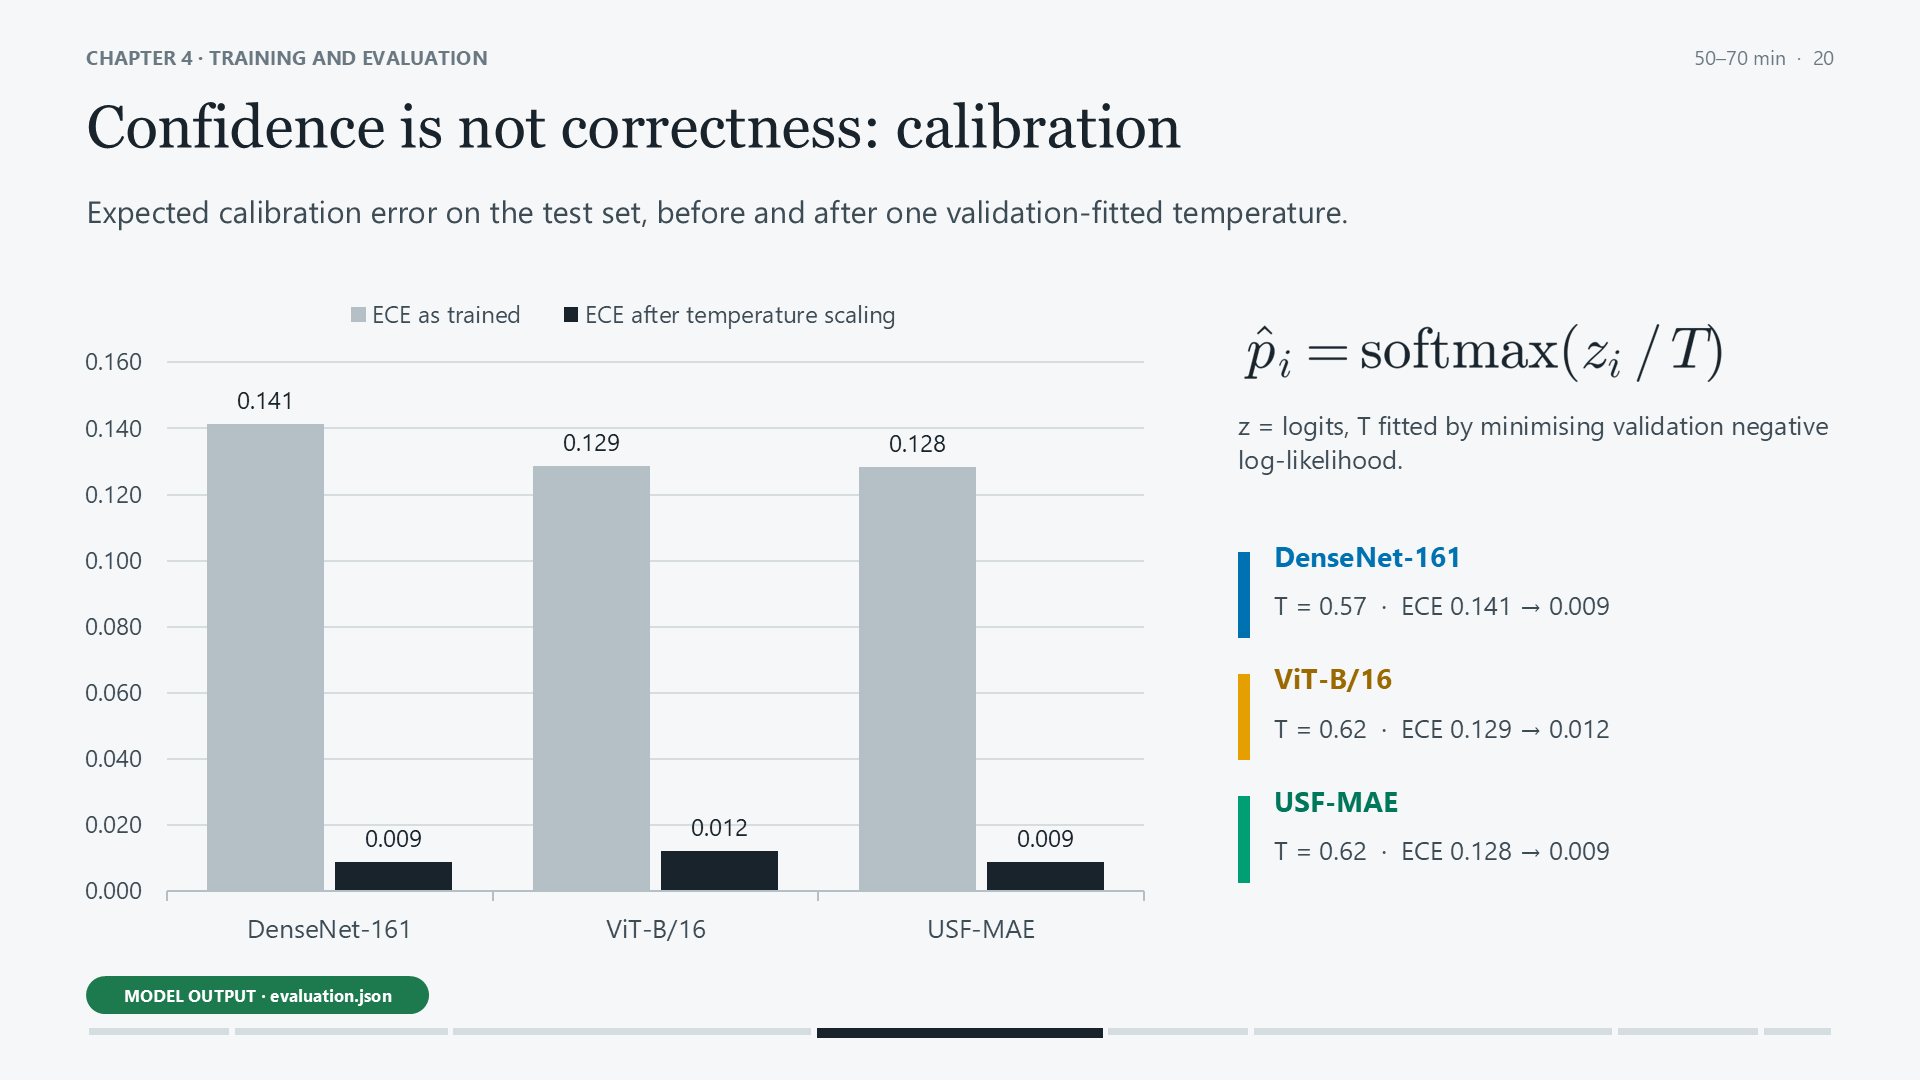 CHAPTER 4 · TRAINING AND EVALUATION
50–70 min · 20
Confidence is not correctness: calibration
Expected calibration error on the test set, before and after one validation-fitted temperature.
ECE as trained
ECE after temperature scaling
0.160
0.140
0.120
0.100
0.080
0.060
0.040
0.020
0.000
0.141
0.009
0.129
0.012
0.128
0.009
DenseNet-161
ViT-B/16
USF-MAE
p̂ᵢ = softmax(zᵢ / T)
z = logits, T fitted by minimising validation negative
log-likelihood.
DenseNet-161
T = 0.57 · ECE 0.141 → 0.009
ViT-B/16
T = 0.62 · ECE 0.129 → 0.012
USF-MAE
T = 0.62 · ECE 0.128 → 0.009
MODEL OUTPUT · evaluation.json